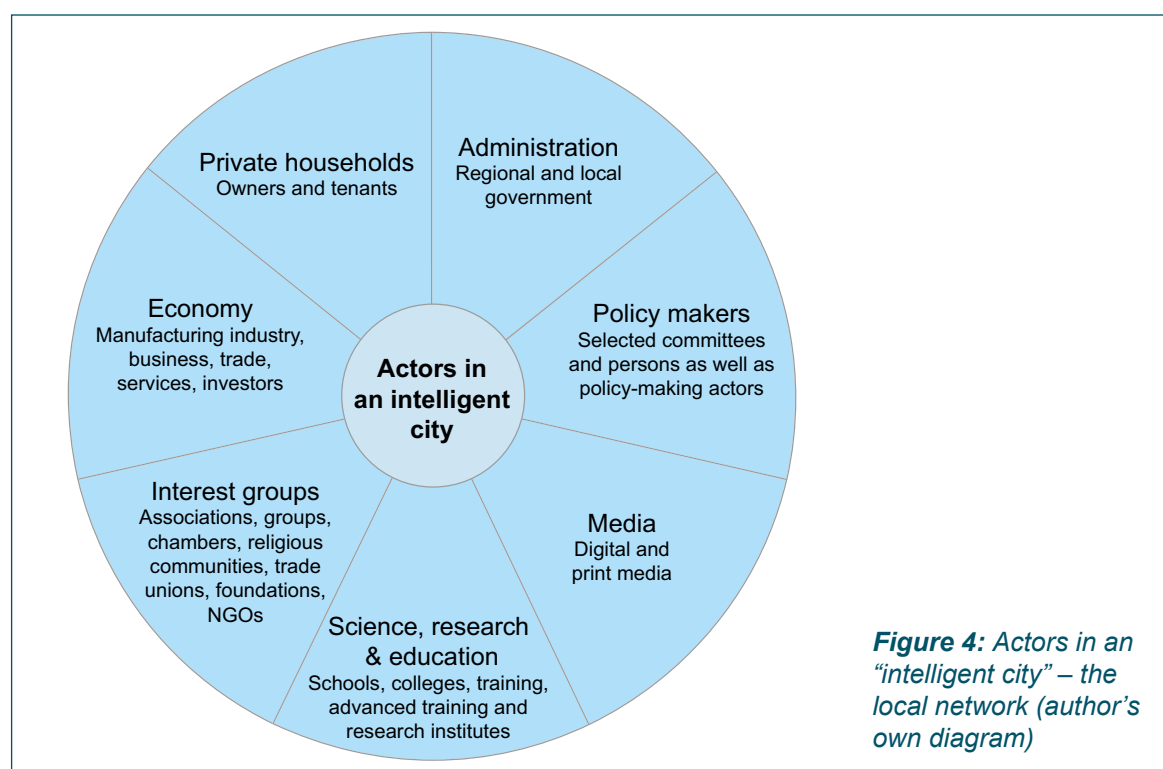 Private households
Owners and tenants
Administration
Regional and local
government
Policy makers
Selected committees
and persons as well as
policy-making actors
Media
Digital and
print media
Science, research
& education
Schools, colleges, training,
advanced training and
research institutes
Interest groups
Associations, groups,
chambers, religious
communities, trade
unions, foundations,
NGOs
Economy
Manufacturing industry,
business, trade,
services, investors
Actors in
an intelligent
city
Figure 4: Actors in an
“intelligent city” – the
local network (author’s
own diagram)